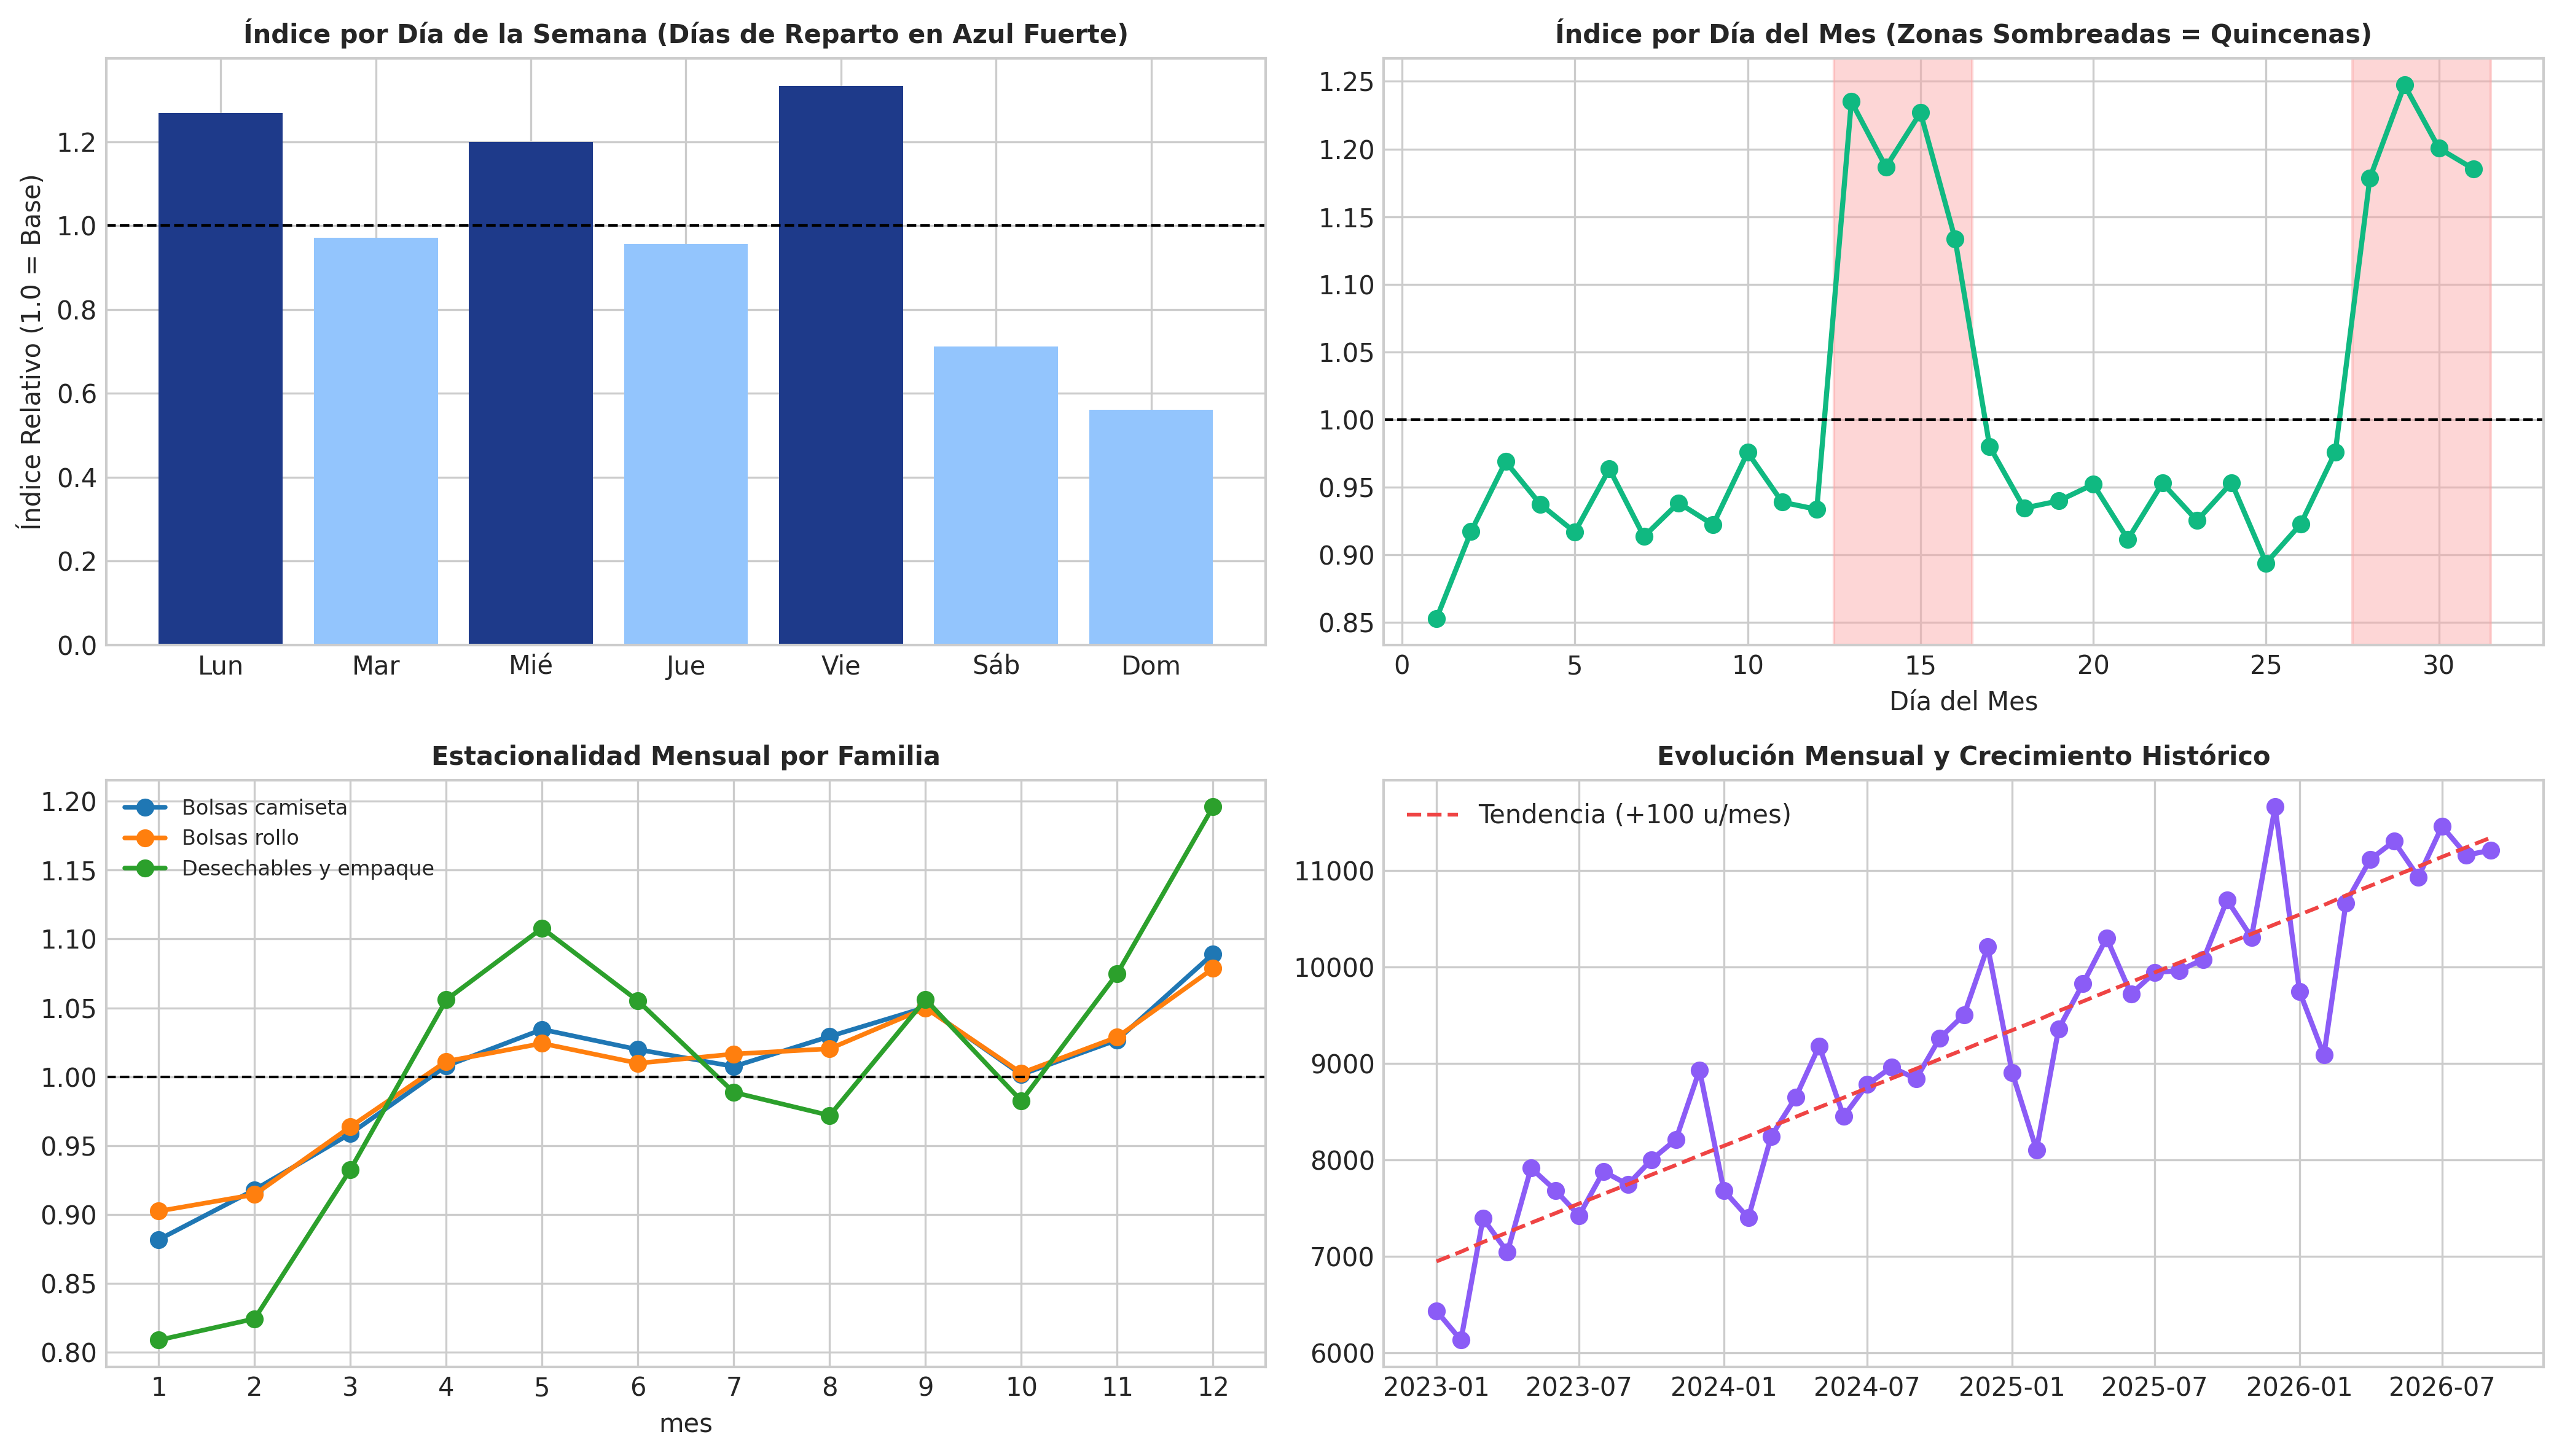 Índice por Día de la Semana (Días de Reparto en Azul Fuerte)
Índice Relativo (1.0 = Base)
1.2
1.0
0.8
0.6
0.4
0.2
0.0
Lun Mar Mié Jue Vie Sáb Dom
Índice por Día del Mes (Zonas Sombreadas = Quincenas)
1.25
1.20
1.15
1.10
1.05
1.00
0.95
0.90
0.85
0 5 10 15 20 25 30
Día del Mes
Estacionalidad Mensual por Familia
Bolsas camiseta
Bolsas rollo
Desechables y empaque
1.20
1.15
1.10
1.05
1.00
0.95
0.90
0.85
0.80
1 2 3 4 5 6 7 8 9 10 11 12
mes
Evolución Mensual y Crecimiento Histórico
Tendencia (+100 u/mes)
11000
10000
9000
8000
7000
6000
2023-01 2023-07 2024-01 2024-07 2025-01 2025-07 2026-01 2026-07